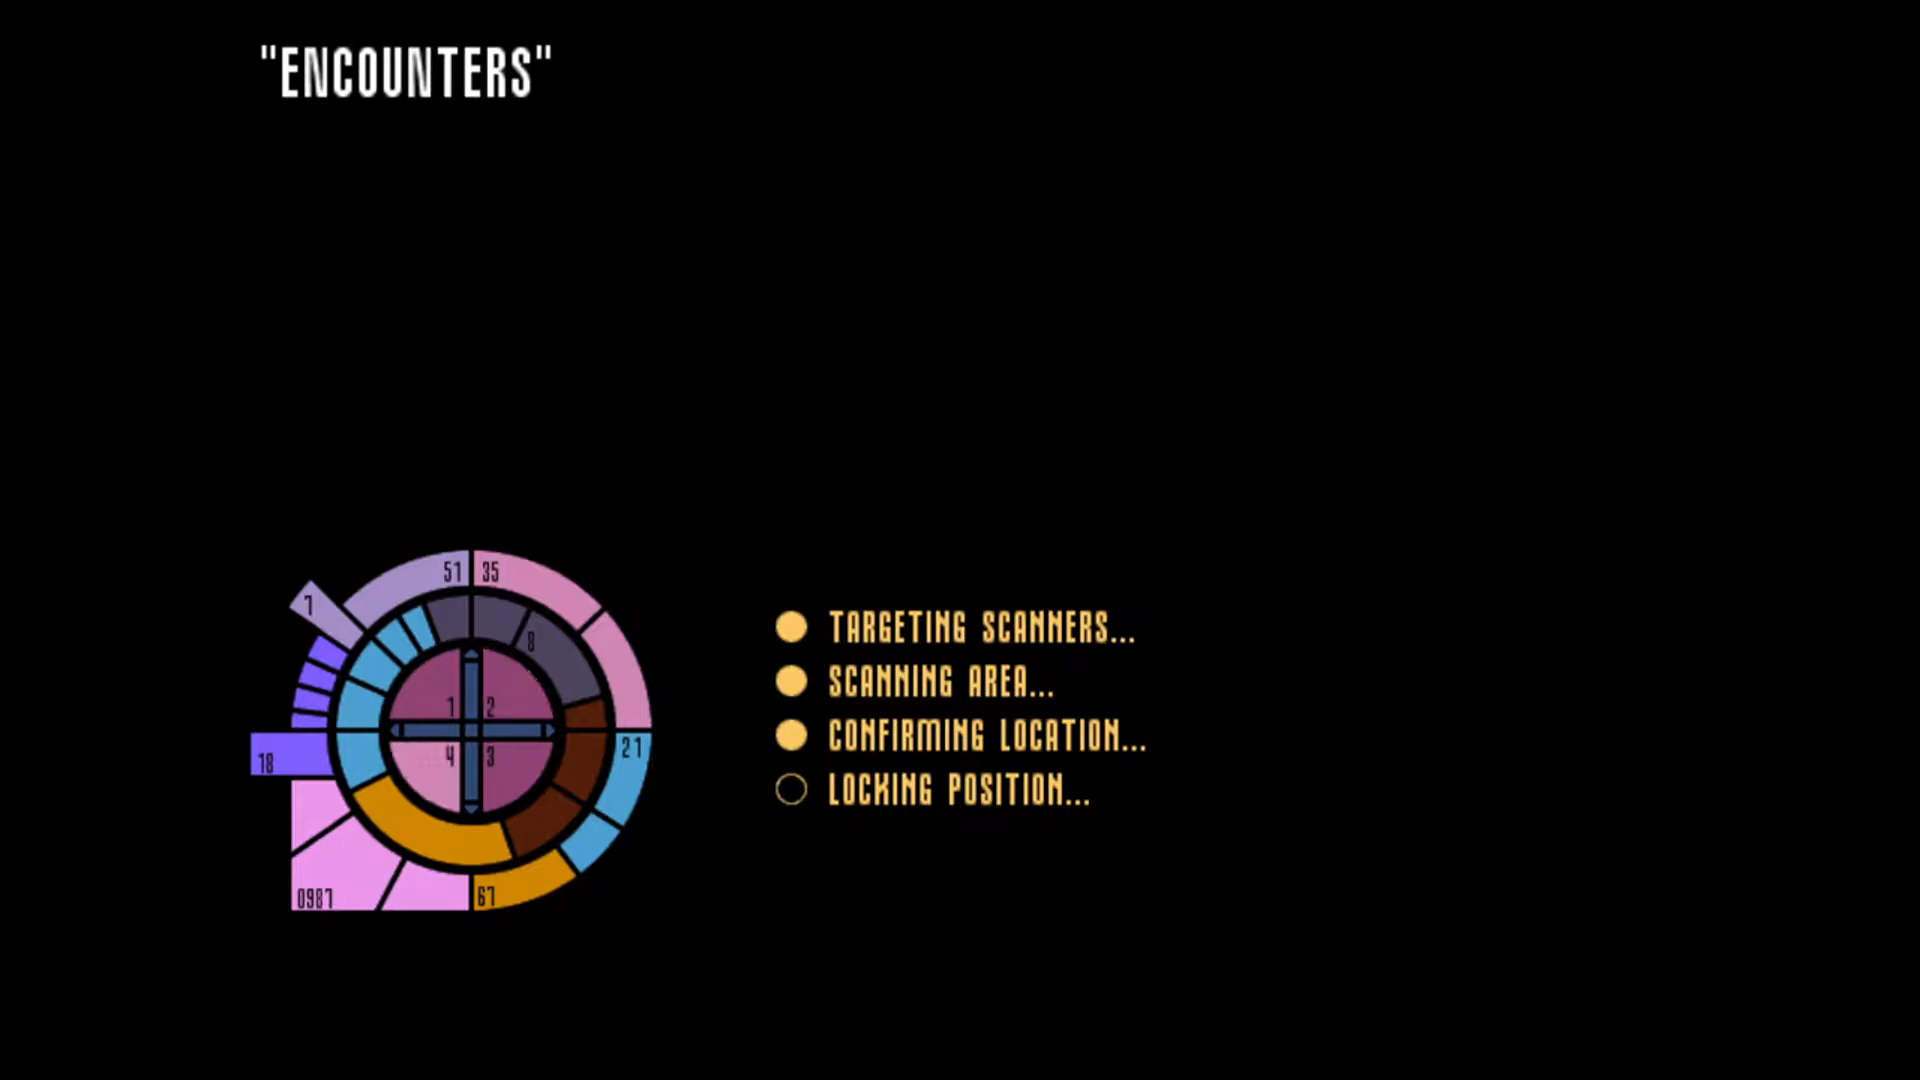 "ENCOUNTERS"
51 35
7
8
1 2
4 3
21
18
0987
67
TARGETING SCANNERS...
SCANNING AREA...
CONFIRMING LOCATION...
LOCKING POSITION...